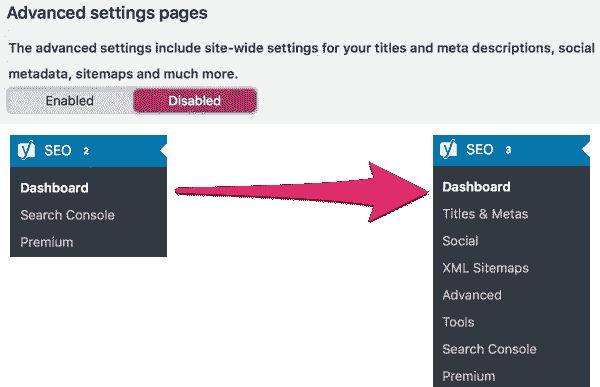 Advanced settings pages
The advanced settings include site-wide settings for your titles and meta descriptions, social
metadata, sitemaps and much more.
Enabled Disabled
SEO 2
Dashboard
Search Console
Premium
SEO 3
Dashboard
Titles & Metas
Social
XML Sitemaps
Advanced
Tools
Search Console
Premium